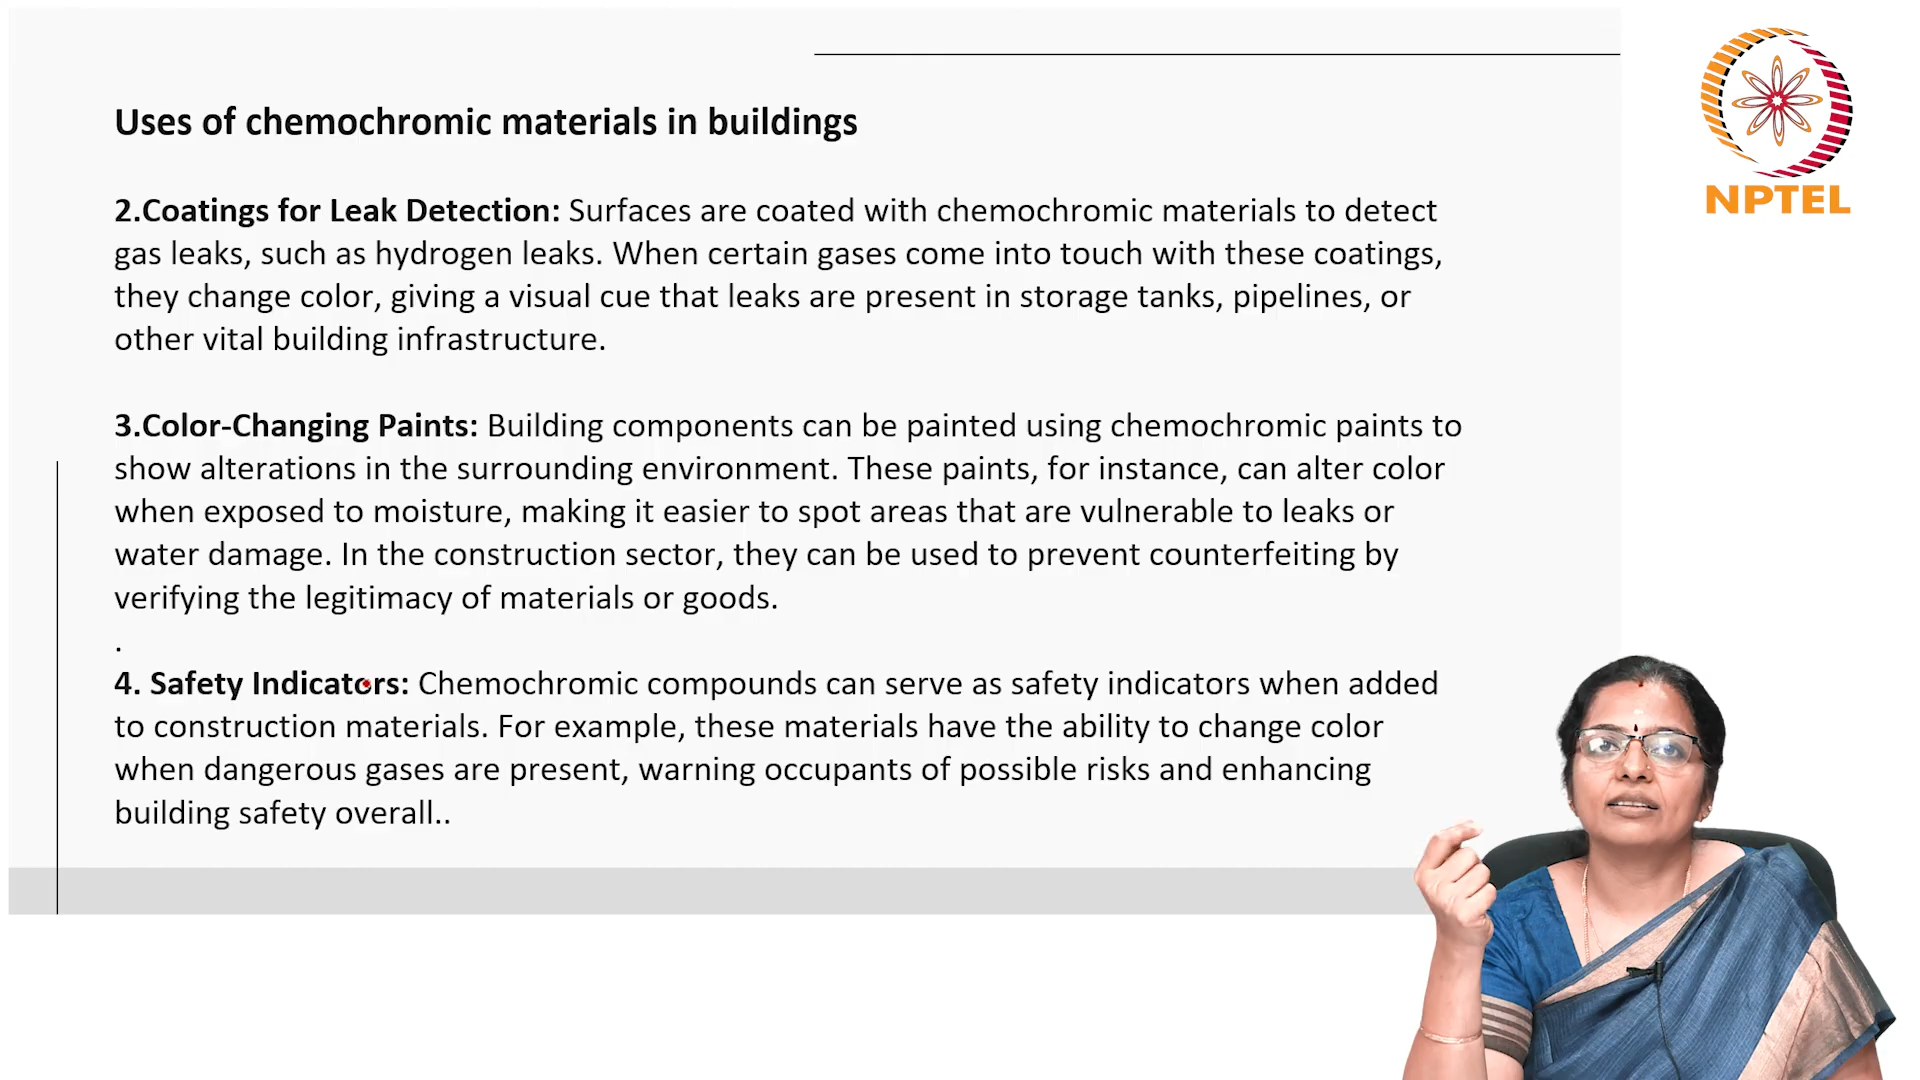 Uses of chemochromic materials in buildings
2.Coatings for Leak Detection: Surfaces are coated with chemochromic materials to detect
gas leaks, such as hydrogen leaks. When certain gases come into touch with these coatings,
they change color, giving a visual cue that leaks are present in storage tanks, pipelines, or
other vital building infrastructure.
3.Color-Changing Paints: Building components can be painted using chemochromic paints to
show alterations in the surrounding environment. These paints, for instance, can alter color
when exposed to moisture, making it easier to spot areas that are vulnerable to leaks or
water damage. In the construction sector, they can be used to prevent counterfeiting by
verifying the legitimacy of materials or goods.
.
4. Safety Indicators: Chemochromic compounds can serve as safety indicators when added
to construction materials. For example, these materials have the ability to change color
when dangerous gases are present, warning occupants of possible risks and enhancing
building safety overall..
NPTEL